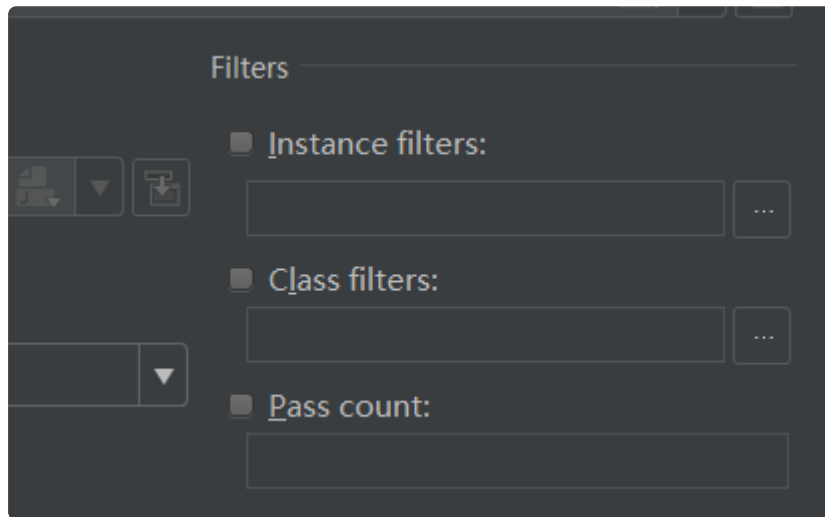 Filters
Instance filters:
...
Class filters:
...
Pass count: